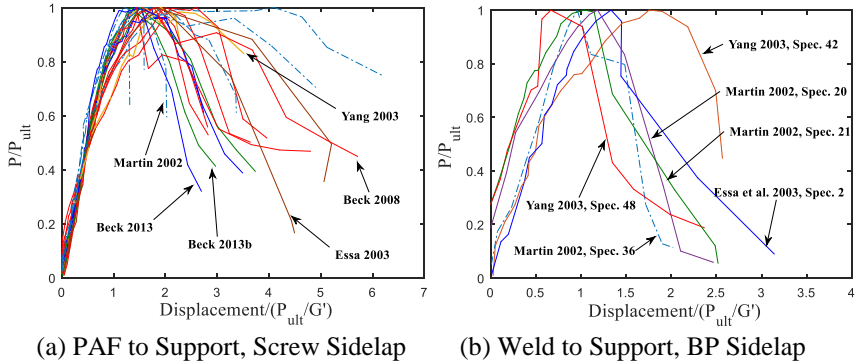 P/P_ult
1
0.8
0.6
0.4
0.2
0
0 1 2 3 4 5 6 7
Displacement/(P_ult/G')
Yang 2003
Martin 2002
Beck 2008
Beck 2013
Beck 2013b
Essa 2003
(a) PAF to Support, Screw Sidelap
P/P_ult
1
0.8
0.6
0.4
0.2
0
0 0.5 1 1.5 2 2.5 3 3.5 4
Displacement/(P_ult/G')
Yang 2003, Spec. 42
Martin 2002, Spec. 20
Martin 2002, Spec. 21
Essa et al. 2003, Spec. 2
Yang 2003, Spec. 48
Martin 2002, Spec. 36
(b) Weld to Support, BP Sidelap